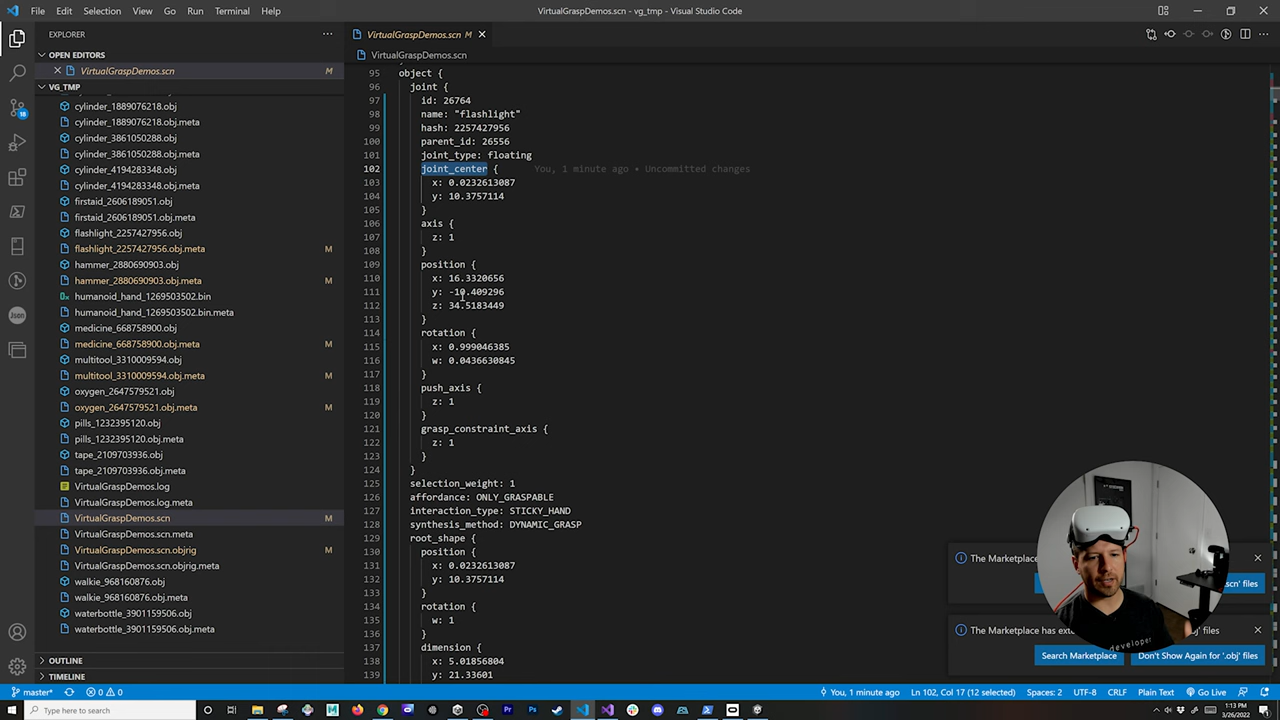 File Edit Selection View Go Run Terminal Help
VirtualGraspDemos.scn - vg_tmp - Visual Studio Code
EXPLORER
OPEN EDITORS
VirtualGraspDemos.scn M
VG_TMP
cylinder_1889076218.obj
cylinder_1889076218.obj.meta
cylinder_3861050288.obj
cylinder_3861050288.obj.meta
cylinder_4194283348.obj
cylinder_4194283348.obj.meta
firstaid_2606189051.obj
firstaid_2606189051.obj.meta
flashlight_2257427956.obj
flashlight_2257427956.obj.meta M
hammer_2880690903.obj
hammer_2880690903.obj.meta M
humanoid_hand_1269503502.bin
humanoid_hand_1269503502.bin.meta
medicine_668758900.obj
medicine_668758900.obj.meta M
multitool_3310009594.obj
multitool_3310009594.obj.meta M
oxygen_2647579521.obj
oxygen_2647579521.obj.meta M
pills_1232395120.obj
pills_1232395120.obj.meta
tape_2109703936.obj
tape_2109703936.obj.meta
VirtualGraspDemos.log
VirtualGraspDemos.log.meta
VirtualGraspDemos.scn M
VirtualGraspDemos.scn.meta
VirtualGraspDemos.scn.objrig M
VirtualGraspDemos.scn.objrig.meta
walkie_968160876.obj
walkie_968160876.obj.meta
waterbottle_3901159506.obj
waterbottle_3901159506.obj.meta
OUTLINE
TIMELINE
VirtualGraspDemos.scn M
VirtualGraspDemos.scn
95 object {
96 joint {
97 id: 26764
98 name: "flashlight"
99 hash: 2257427956
100 parent_id: 26556
101 joint_type: floating
102 joint_center { You, 1 minute ago • Uncommitted changes
103 x: 0.0232613087
104 y: 10.3757114
105 }
106 axis {
107 z: 1
108 }
109 position {
110 x: 16.3320656
111 y: -10.409296
112 z: 34.5183449
113 }
114 rotation {
115 x: 0.999046385
116 w: 0.0436630845
117 }
118 push_axis {
119 z: 1
120 }
121 grasp_constraint_axis {
122 z: 1
123 }
124 }
125 selection_weight: 1
126 affordance: ONLY_GRASPABLE
127 interaction_type: STICKY_HAND
128 synthesis_method: DYNAMIC_GRASP
129 root_shape {
130 position {
131 x: 0.0232613087
132 y: 10.3757114
133 }
134 rotation {
135 w: 1
136 }
137 dimension {
138 x: 5.01856804
139 y: 21.33601
The Marketplace
.scn' files
The Marketplace has ext
obj' files
Search Marketplace
Don't Show Again for '.obj' files
developer
master*
0 0
You, 1 minute ago
Ln 102, Col 17 (12 selected)
Spaces: 2
UTF-8
CRLF
Plain Text
Go Live
Type here to search
1:13 PM
3/26/2022